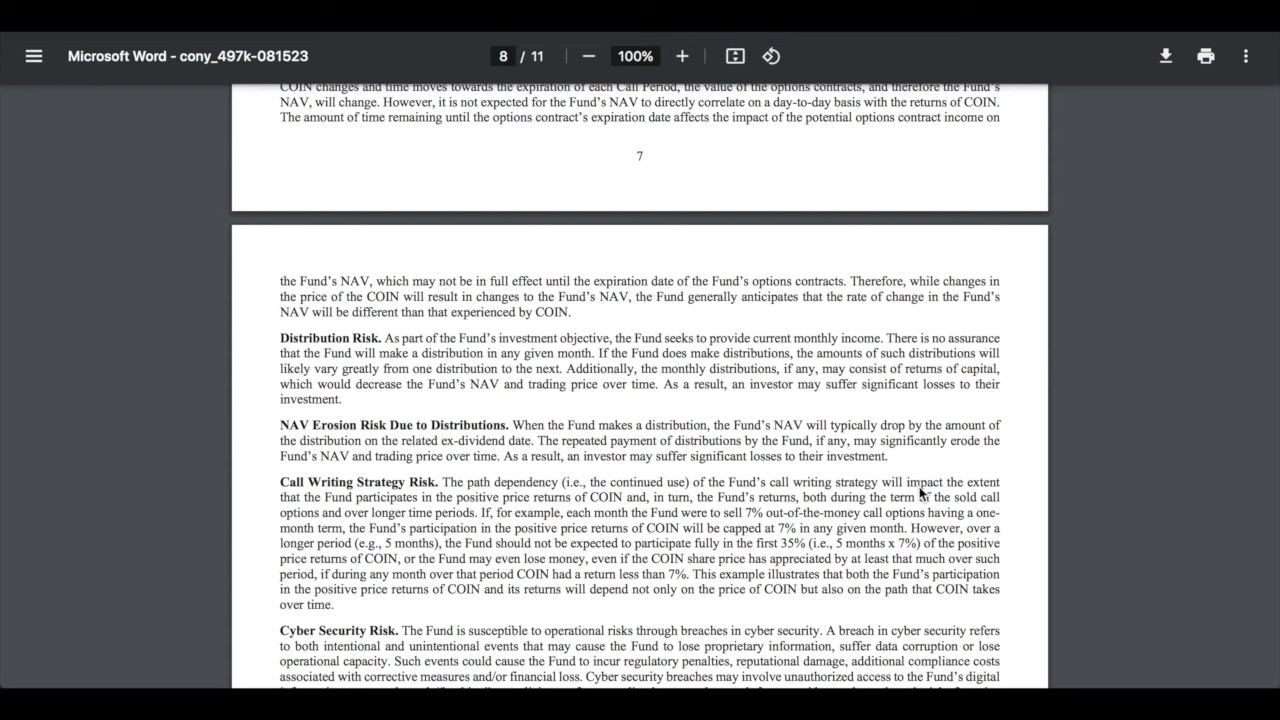 Microsoft Word - cony_497k-081523
8 / 11
100%
COIN changes and time moves towards the expiration of each Call Period, the value of the options contracts, and therefore the Fund's
NAV, will change. However, it is not expected for the Fund's NAV to directly correlate on a day-to-day basis with the returns of COIN.
The amount of time remaining until the options contract's expiration date affects the impact of the potential options contract income on
7
the Fund's NAV, which may not be in full effect until the expiration date of the Fund's options contracts. Therefore, while changes in
the price of the COIN will result in changes to the Fund's NAV, the Fund generally anticipates that the rate of change in the Fund's
NAV will be different than that experienced by COIN.
Distribution Risk. As part of the Fund's investment objective, the Fund seeks to provide current monthly income. There is no assurance
that the Fund will make a distribution in any given month. If the Fund does make distributions, the amounts of such distributions will
likely vary greatly from one distribution to the next. Additionally, the monthly distributions, if any, may consist of returns of capital,
which would decrease the Fund's NAV and trading price over time. As a result, an investor may suffer significant losses to their
investment.
NAV Erosion Risk Due to Distributions. When the Fund makes a distribution, the Fund's NAV will typically drop by the amount of
the distribution on the related ex-dividend date. The repeated payment of distributions by the Fund, if any, may significantly erode the
Fund's NAV and trading price over time. As a result, an investor may suffer significant losses to their investment.
Call Writing Strategy Risk. The path dependency (i.e., the continued use) of the Fund's call writing strategy will impact the extent
that the Fund participates in the positive price returns of COIN and, in turn, the Fund's returns, both during the term of the sold call
options and over longer time periods. If, for example, each month the Fund were to sell 7% out-of-the-money call options having a one-
month term, the Fund's participation in the positive price returns of COIN will be capped at 7% in any given month. However, over a
longer period (e.g., 5 months), the Fund should not be expected to participate fully in the first 35% (i.e., 5 months x 7%) of the positive
price returns of COIN, or the Fund may even lose money, even if the COIN share price has appreciated by at least that much over such
period, if during any month over that period COIN had a return less than 7%. This example illustrates that both the Fund's participation
in the positive price returns of COIN and its returns will depend not only on the price of COIN but also on the path that COIN takes
over time.
Cyber Security Risk. The Fund is susceptible to operational risks through breaches in cyber security. A breach in cyber security refers
to both intentional and unintentional events that may cause the Fund to lose proprietary information, suffer data corruption or lose
operational capacity. Such events could cause the Fund to incur regulatory penalties, reputational damage, additional compliance costs
associated with corrective measures and/or financial loss. Cyber security breaches may involve unauthorized access to the Fund's digital